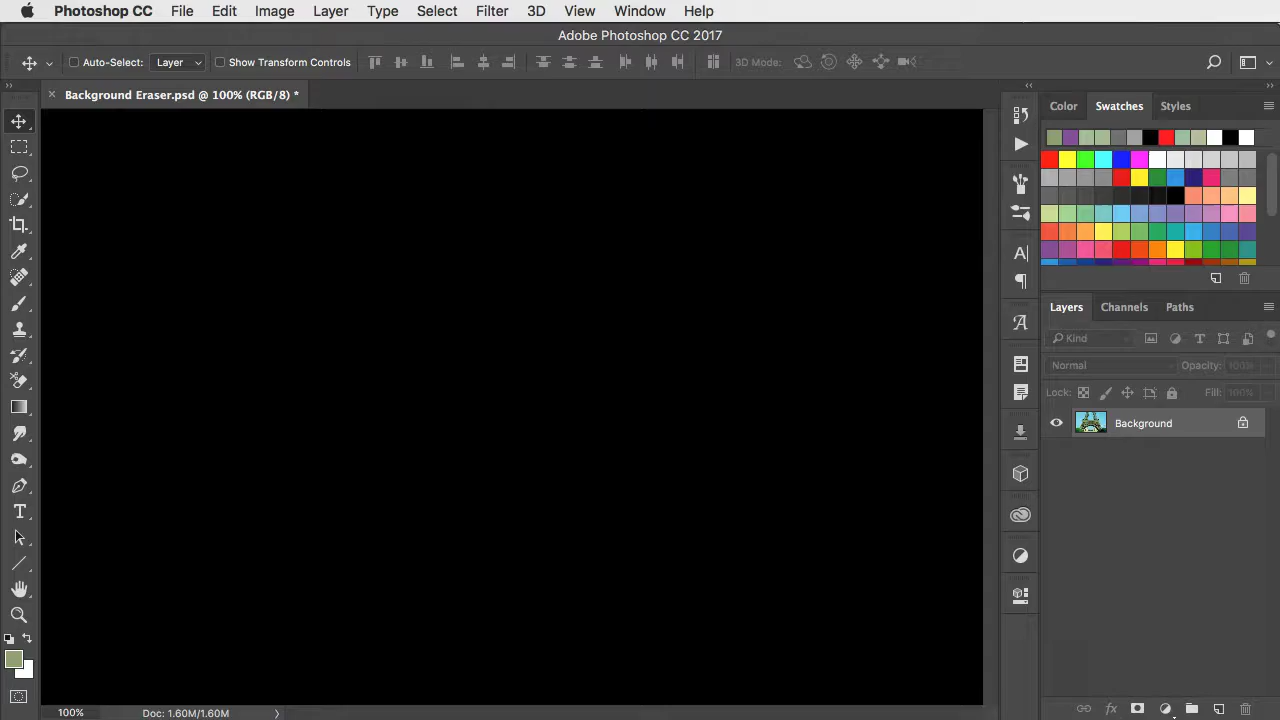 Photoshop CC File Edit Image Layer Type Select Filter 3D View Window Help
Adobe Photoshop CC 2017
Auto-Select: Layer Show Transform Controls 3D Mode:
Background Eraser.psd @ 100% (RGB/8) *
Color Swatches Styles
Layers Channels Paths
Kind
Normal Opacity: 100%
Lock: Fill: 100%
Background
100% Doc: 1.60M/1.60M